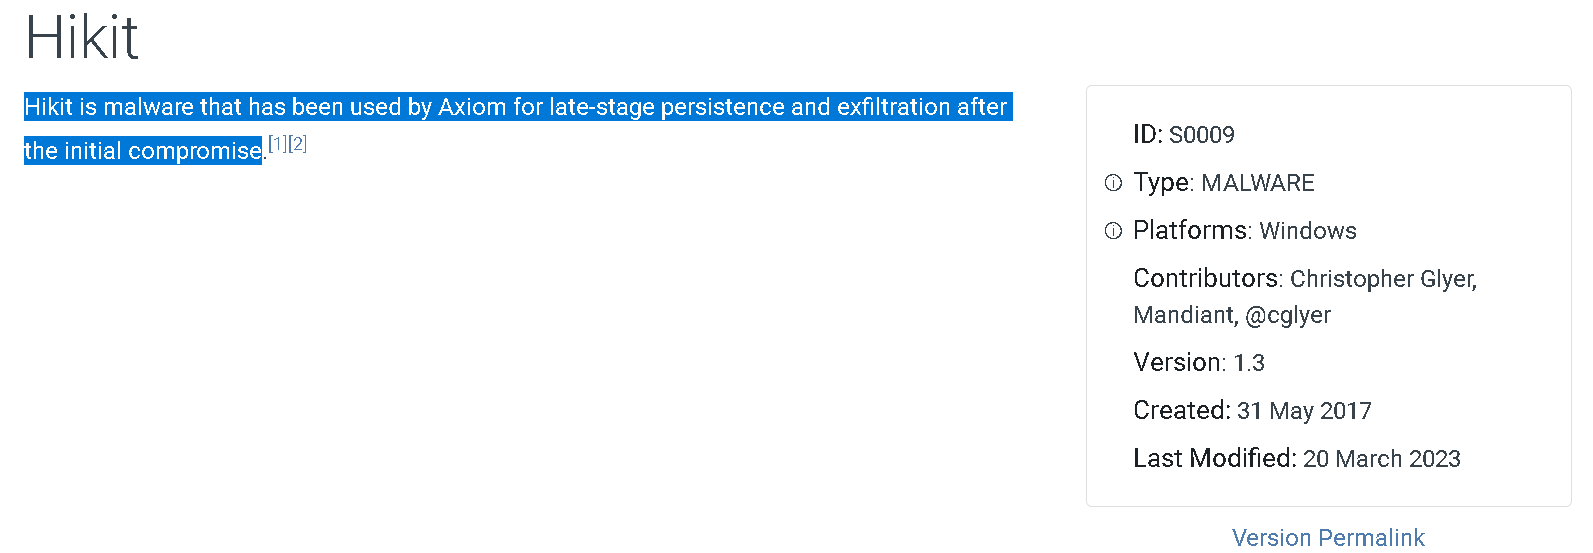 Hikit
Hikit is malware that has been used by Axiom for late-stage persistence and exfiltration after
the initial compromise.[1][2]
ID: S0009
ⓘ Type: MALWARE
ⓘ Platforms: Windows
Contributors: Christopher Glyer,
Mandiant, @cglyer
Version: 1.3
Created: 31 May 2017
Last Modified: 20 March 2023
Version Permalink